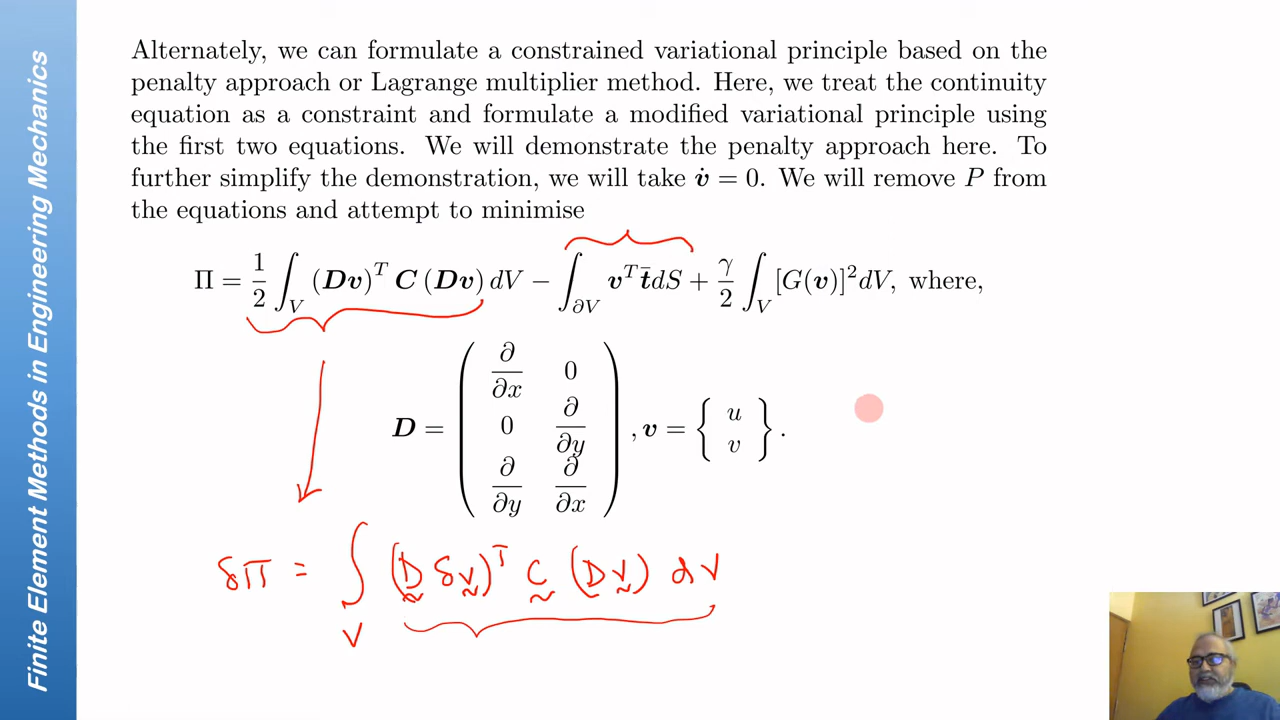 Finite Element Methods in Engineering Mechanics
Alternately, we can formulate a constrained variational principle based on the
penalty approach or Lagrange multiplier method. Here, we treat the continuity
equation as a constraint and formulate a modified variational principle using
the first two equations. We will demonstrate the penalty approach here. To
further simplify the demonstration, we will take v̇ = 0. We will remove P from
the equations and attempt to minimise
Π = 1/2 ∫_V (Dv)^T C (Dv) dV − ∫_∂V v^T t̄ dS + γ/2 ∫_V [G(v)]² dV, where,
D = ( ∂/∂x 0 ; 0 ∂/∂y ; ∂/∂y ∂/∂x ), v = { u ; v }.
δΠ = ∫_V (D δv)^T C (D v) dV